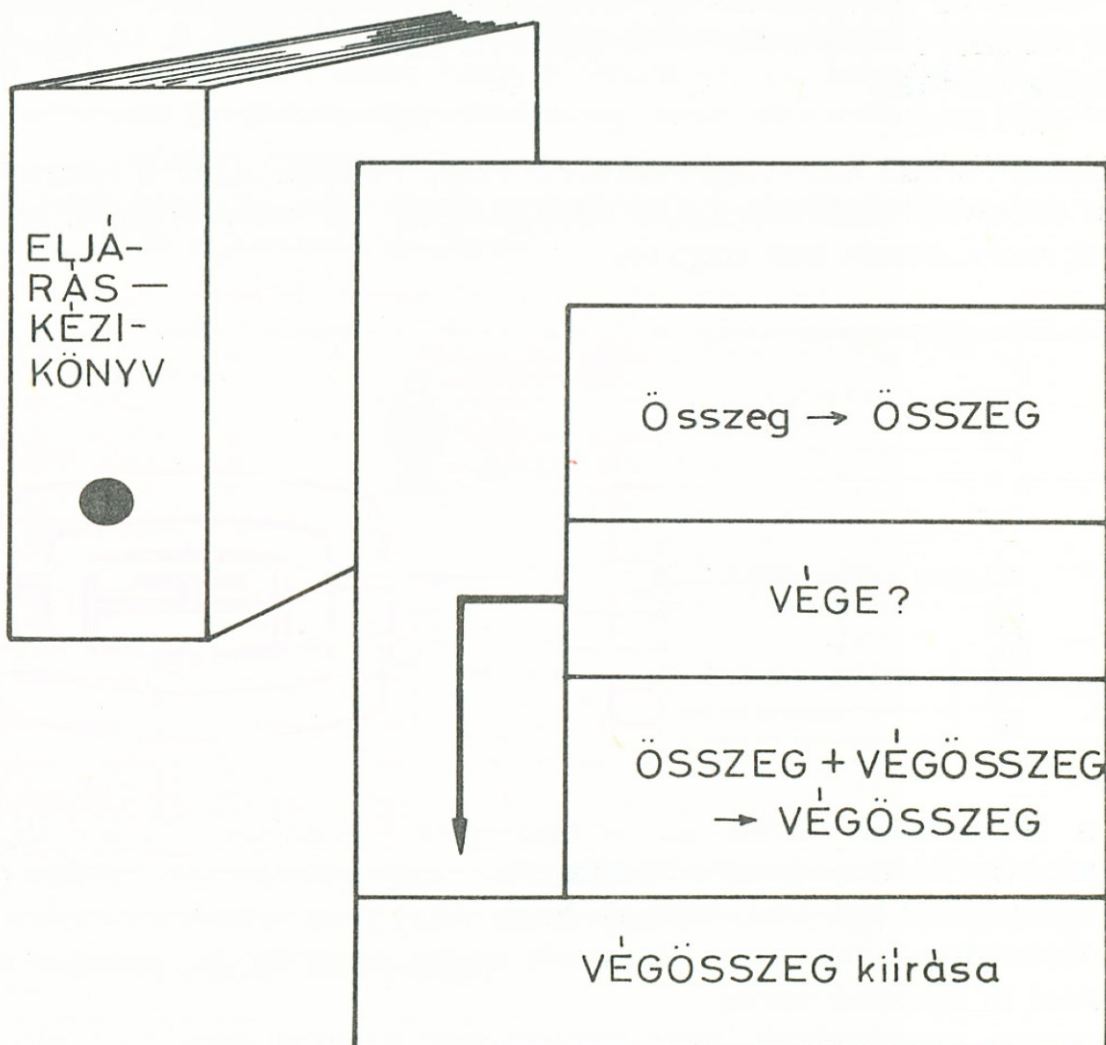 ELJÁ-
RÁS —
KÉZI-
KÖNYV
Összeg → ÖSSZEG
VÉGE?
ÖSSZEG + VÉGÖSSZEG
→ VÉGÖSSZEG
VÉGÖSSZEG kiírása